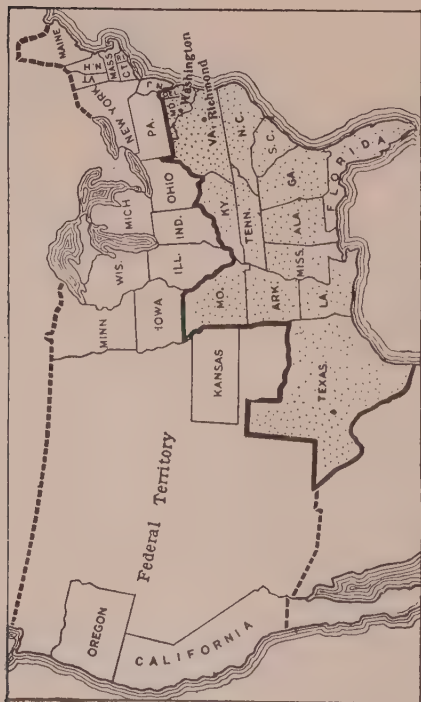 MAINE
VT.
N.H.
MASS.
CT.
NEW YORK
PA.
MD.
Washington
MICH
WIS.
MINN
IOWA
ILL.
IND.
OHIO
VA.
Richmond
KY.
N.C.
TENN.
S.C.
GA.
ALA.
MISS.
FLORIDA
MO.
ARK.
LA.
KANSAS
TEXAS
Federal Territory
OREGON
CALIFORNIA